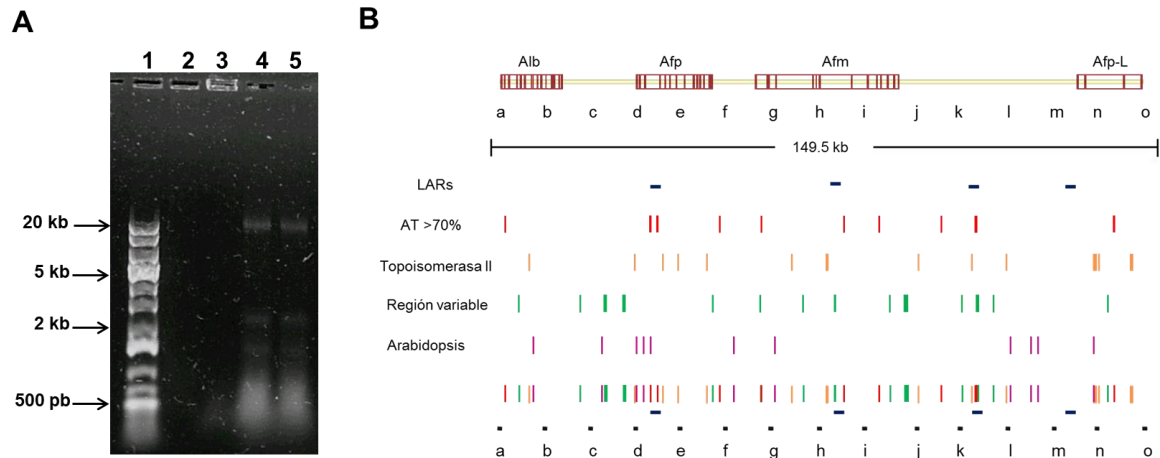 A
1 2 3 4 5
20 kb
5 kb
2 kb
500 pb
B
Alb Afp Afm Afp-L
a b c d e f g h i j k l m n o
149.5 kb
LARs
AT >70%
Topoisomerasa II
Región variable
Arabidopsis
a b c d e f g h i j k l m n o